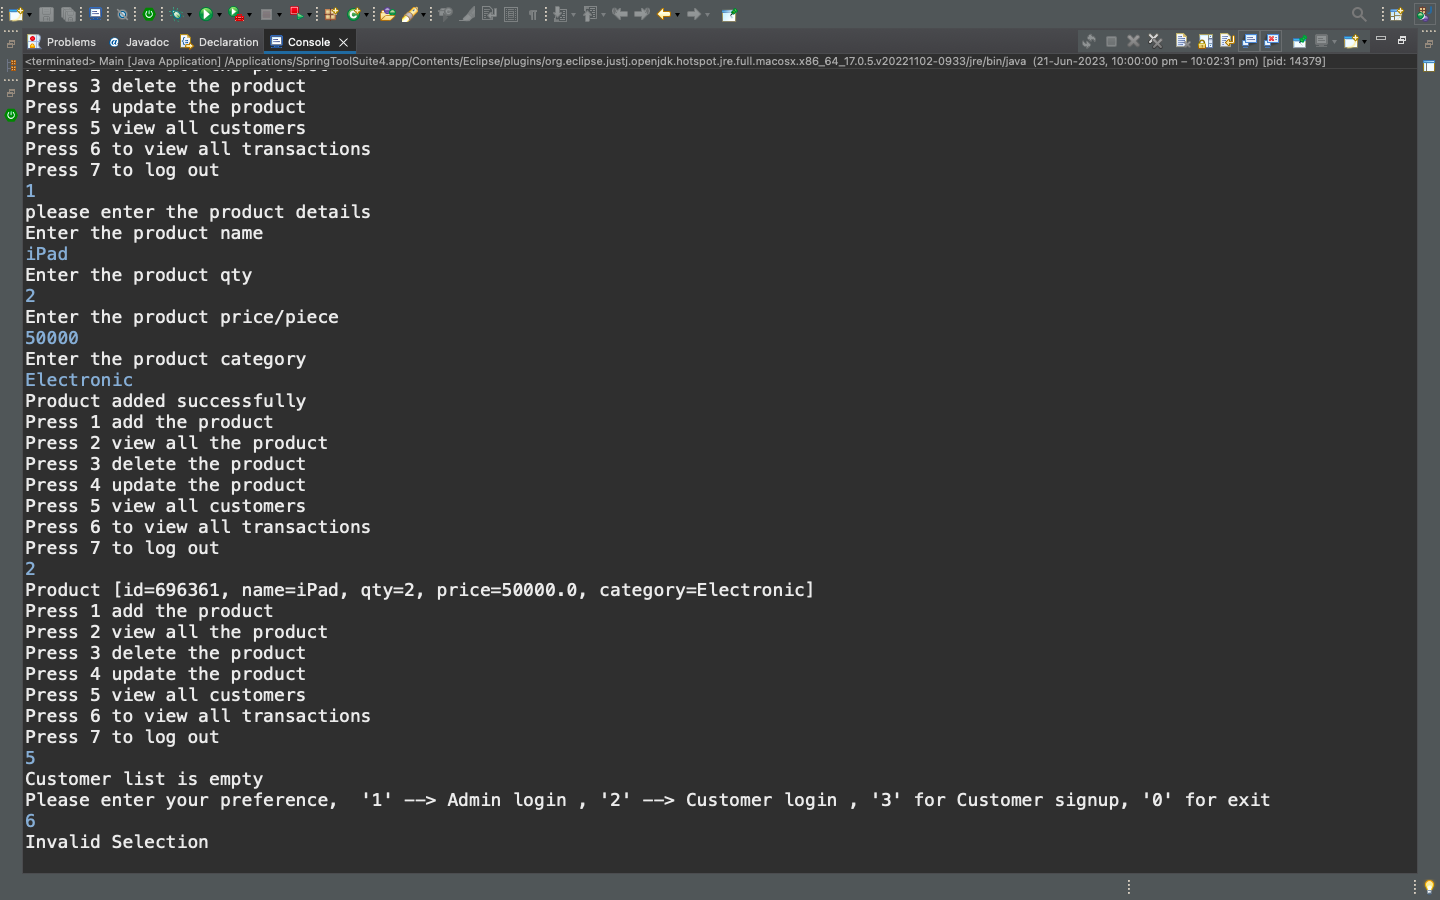 Problems Javadoc Declaration Console
<terminated> Main [Java Application] /Applications/SpringToolSuite4.app/Contents/Eclipse/plugins/org.eclipse.justj.openjdk.hotspot.jre.full.macosx.x86_64_17.0.5.v20221102-0933/jre/bin/java (21-Jun-2023, 10:00:00 pm – 10:02:31 pm) [pid: 14379]
Press 2 view all the product
Press 3 delete the product
Press 4 update the product
Press 5 view all customers
Press 6 to view all transactions
Press 7 to log out
1
please enter the product details
Enter the product name
iPad
Enter the product qty
2
Enter the product price/piece
50000
Enter the product category
Electronic
Product added successfully
Press 1 add the product
Press 2 view all the product
Press 3 delete the product
Press 4 update the product
Press 5 view all customers
Press 6 to view all transactions
Press 7 to log out
2
Product [id=696361, name=iPad, qty=2, price=50000.0, category=Electronic]
Press 1 add the product
Press 2 view all the product
Press 3 delete the product
Press 4 update the product
Press 5 view all customers
Press 6 to view all transactions
Press 7 to log out
5
Customer list is empty
Please enter your preference,  '1' --> Admin login , '2' --> Customer login , '3' for Customer signup, '0' for exit
6
Invalid Selection